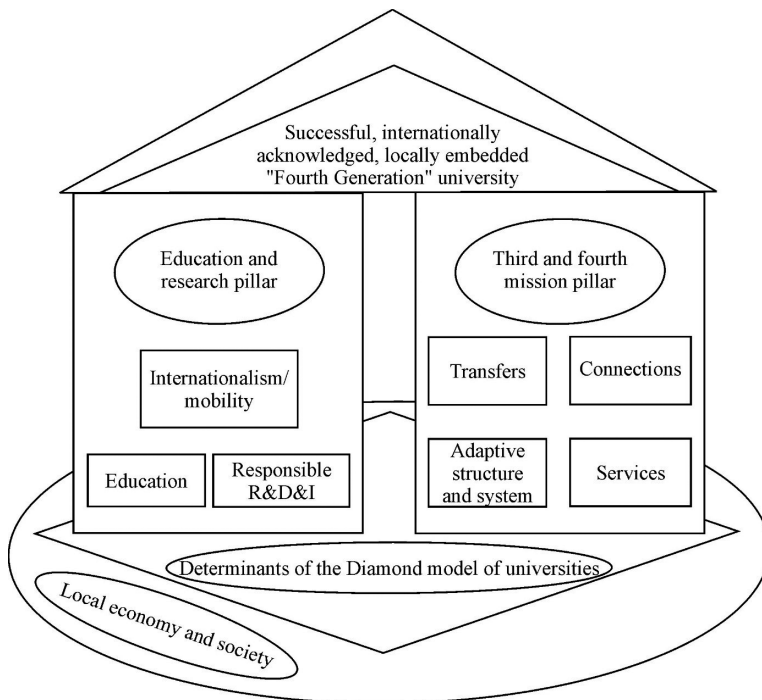 Successful, internationally
acknowledged, locally embedded
"Fourth Generation" university
Education and
research pillar
Third and fourth
mission pillar
Internationalism/
mobility
Transfers
Connections
Education
Responsible
R&D&I
Adaptive
structure
and system
Services
Determinants of the Diamond model of universities
Local economy and society